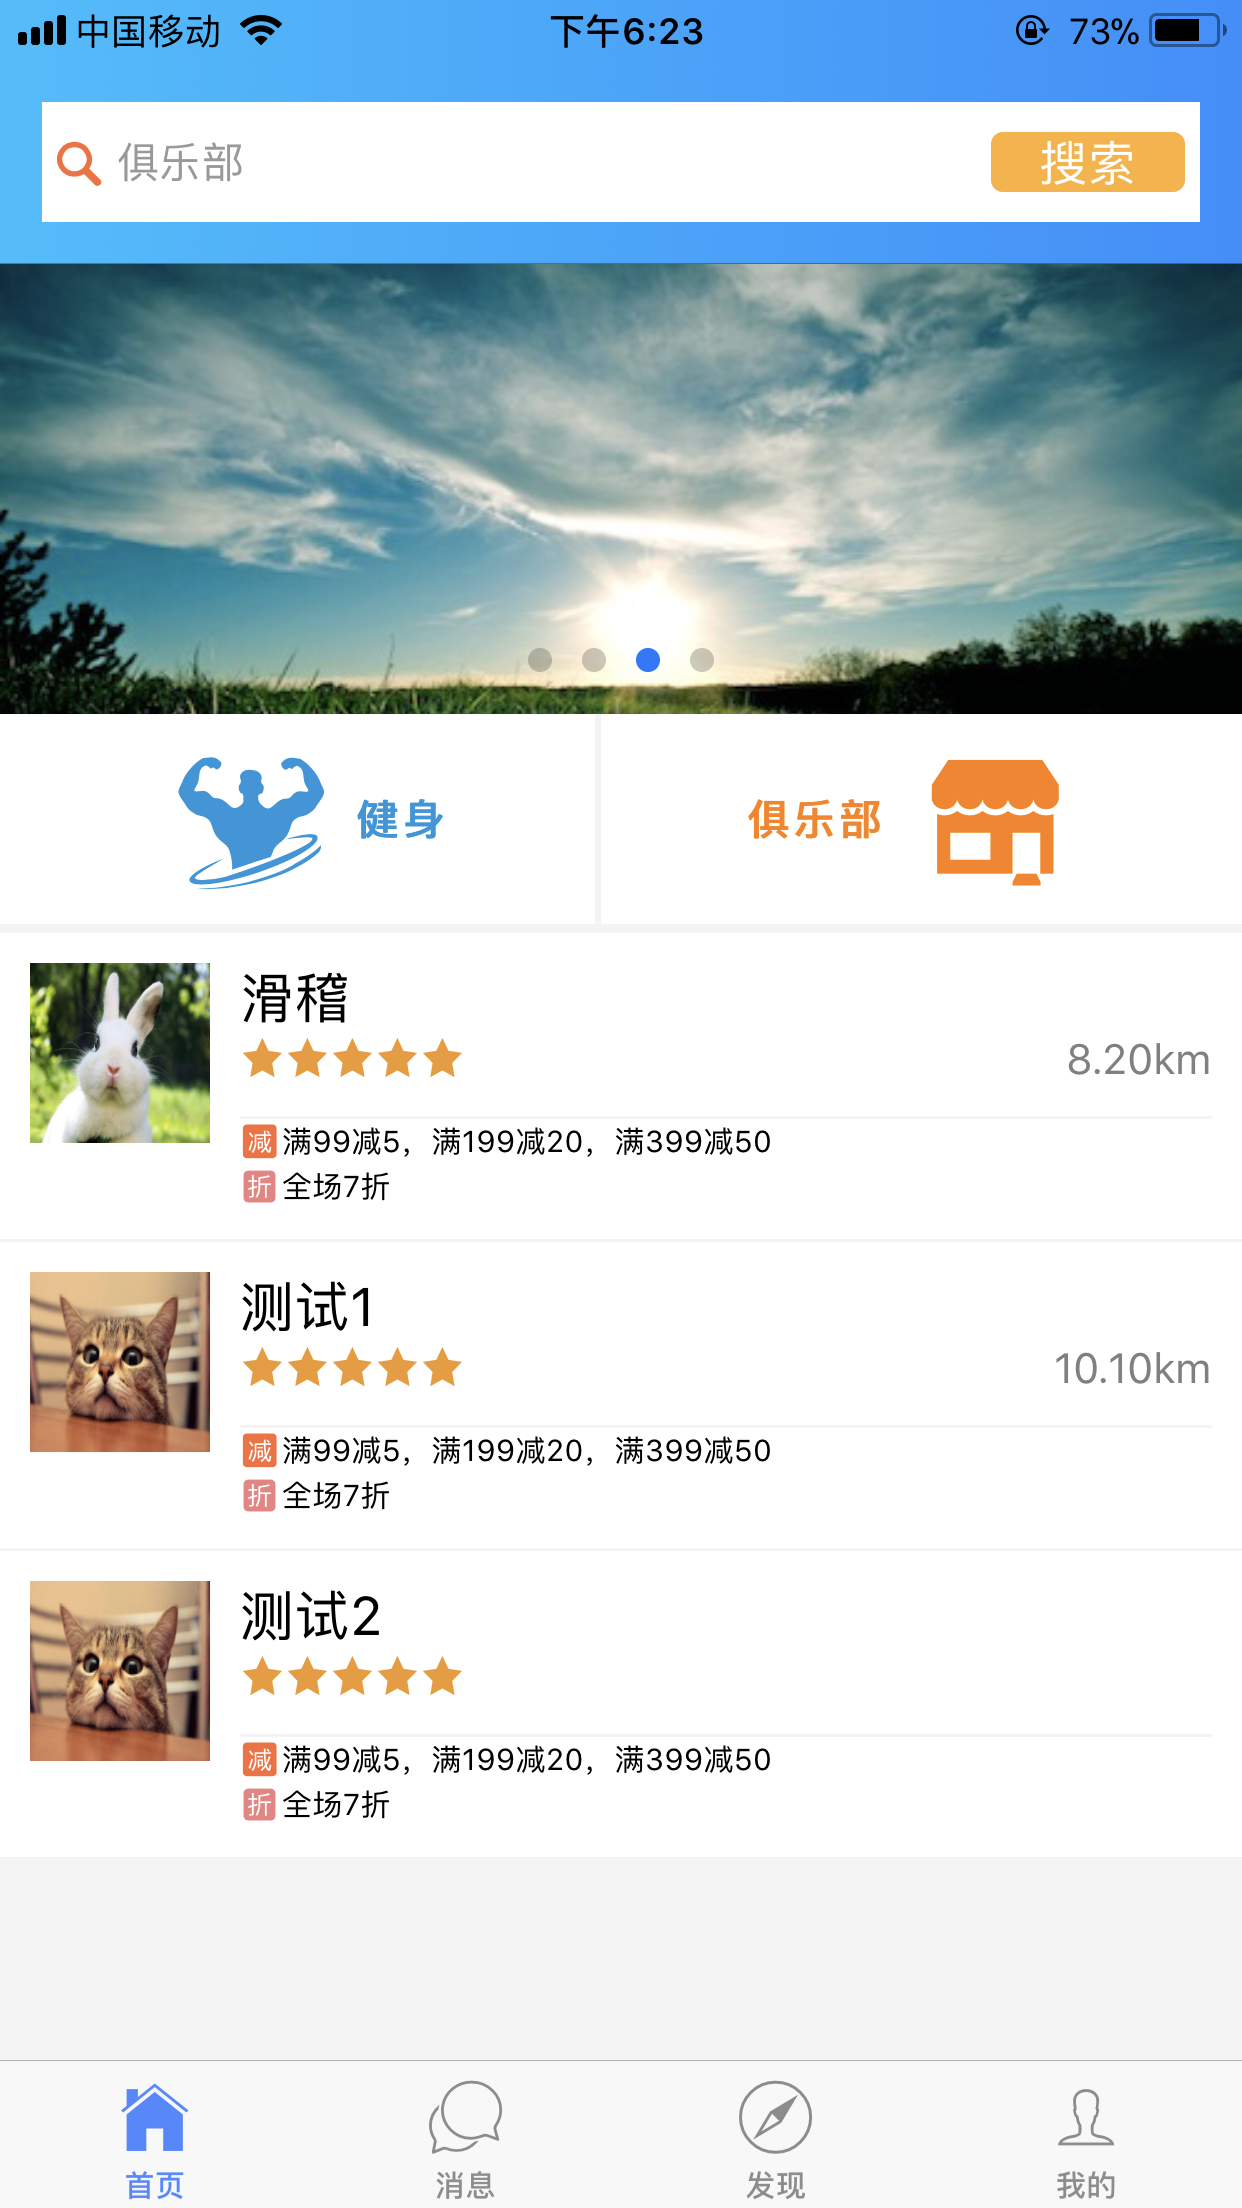 中国移动 下午6:23 73%
俱乐部 搜索
健身 俱乐部
滑稽
8.20km
减 满99减5，满199减20，满399减50
折 全场7折
测试1
10.10km
减 满99减5，满199减20，满399减50
折 全场7折
测试2
减 满99减5，满199减20，满399减50
折 全场7折
首页 消息 发现 我的